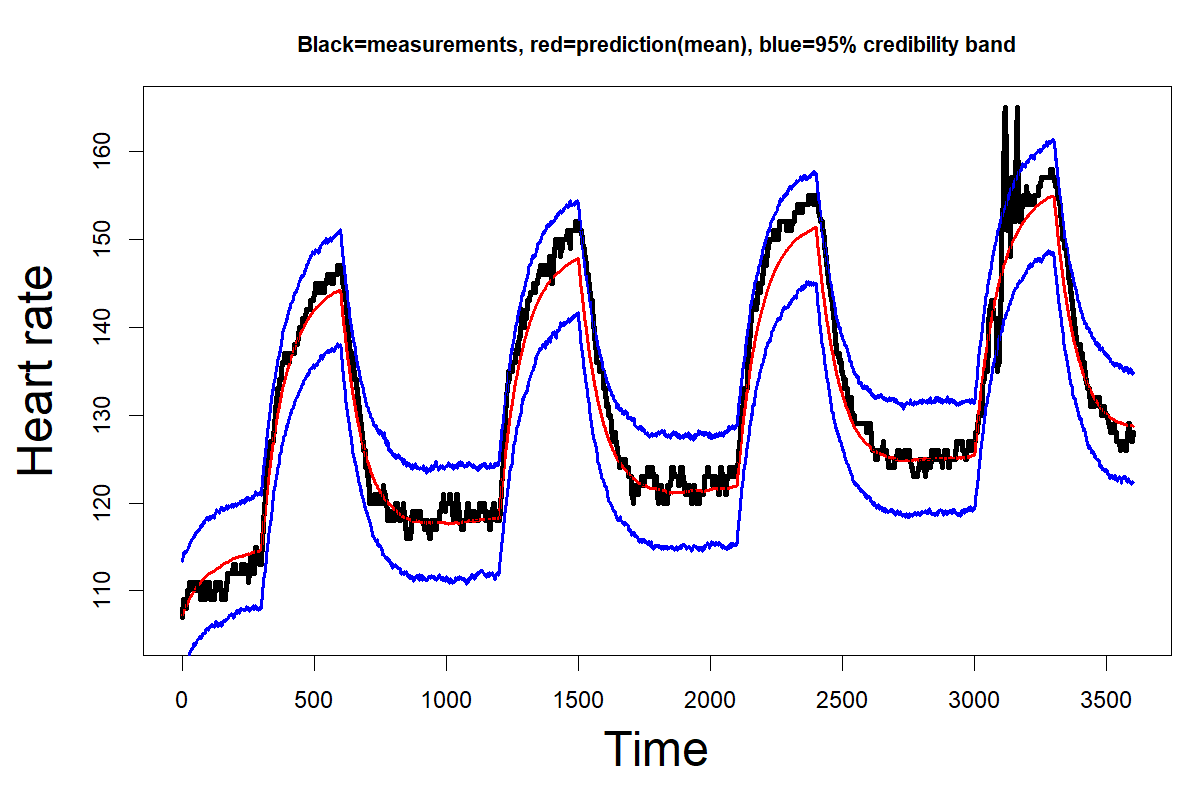 Black=measurements, red=prediction(mean), blue=95% credibility band
Heart rate
160
150
140
130
120
110
0 500 1000 1500 2000 2500 3000 3500
Time